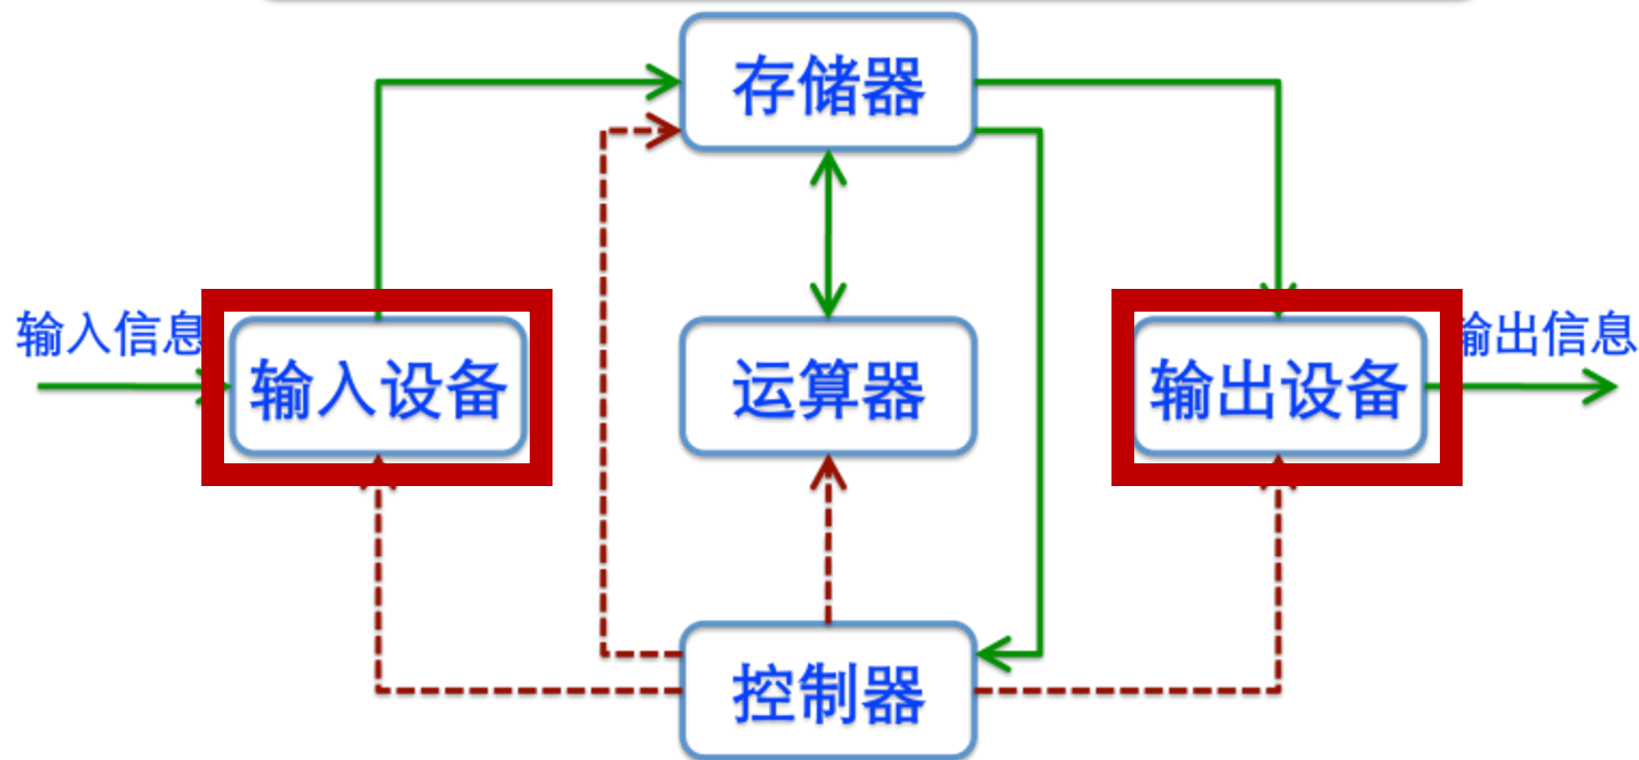 存储器
输入信息
输入设备
运算器
输出设备
输出信息
控制器